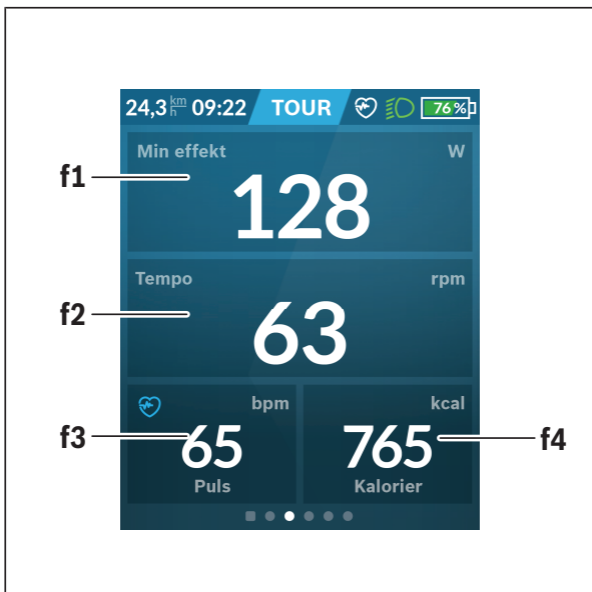 24,3 km/h 09:22 TOUR 76 %
Min effekt W
f1
128
Tempo rpm
f2
63
bpm kcal
f3 65 765 f4
Puls Kalorier